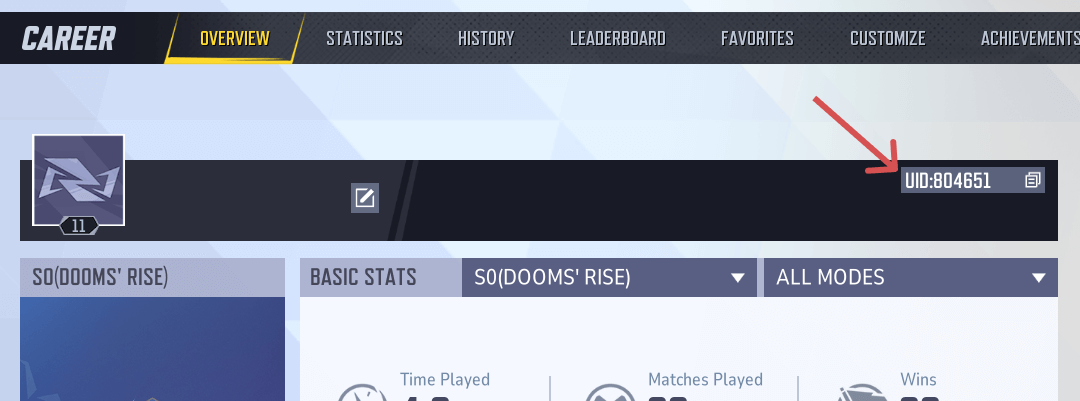 CAREER OVERVIEW STATISTICS HISTORY LEADERBOARD FAVORITES CUSTOMIZE ACHIEVEMENTS
UID:804651
11
S0(DOOMS' RISE) BASIC STATS S0(DOOMS' RISE) ALL MODES
Time Played Matches Played Wins